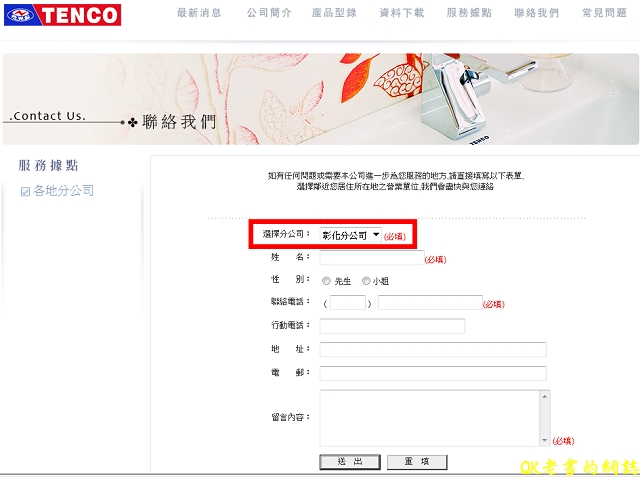 TENCO
最新消息 公司簡介 產品型錄 資料下載 服務據點 聯絡我們 常見問題
.Contact Us.
聯絡我們
TENCO
服務據點
各地分公司
如有任何問題或需要本公司進一步為您服務的地方,請直接填寫以下表單,
選擇鄰近您居住所在地之營業單位,我們會盡快與您連絡
選擇分公司： 彰化分公司 (必填)
姓 名： (必填)
性 別： 先生 小姐
聯絡電話： ( ) (必填)
行動電話：
地 址：
電 郵：
留言內容： (必填)
送 出 重 填
QK老爹的網誌